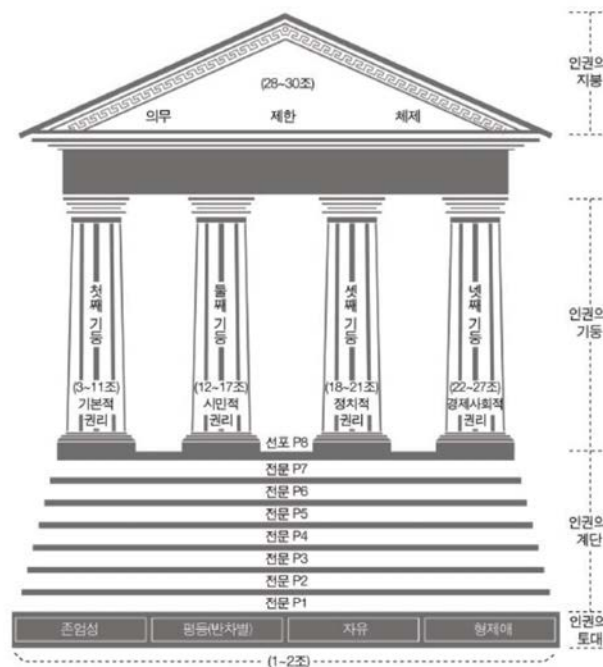 (28~30조)
의무 제한 체제
인권의
지붕
첫째 기둥
둘째 기둥
셋째 기둥
넷째 기둥
인권의
기둥
(3~11조)
기본적
권리
(12~17조)
시민적
권리
(18~21조)
정치적
권리
(22~27조)
경제사회적
권리
선포 P8
전문 P7
전문 P6
전문 P5
전문 P4
전문 P3
전문 P2
전문 P1
인권의
계단
존엄성 평등(반차별) 자유 형제애
인권의
토대
(1~2조)